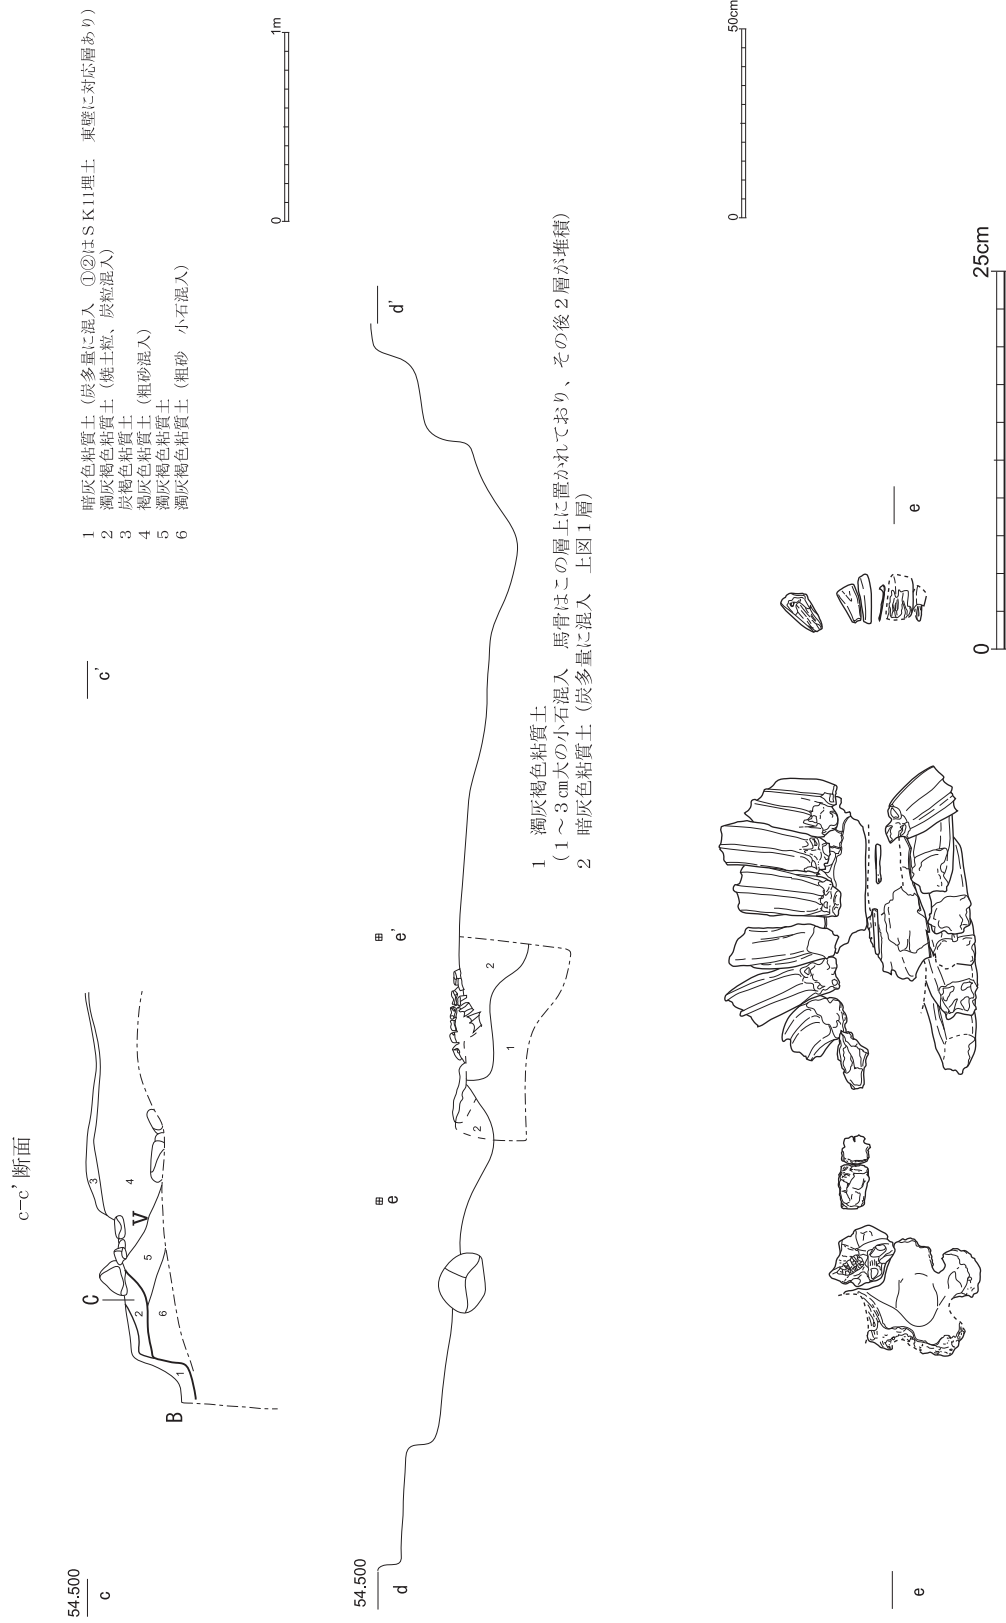 c-c’断面
54.500
c
c’
B
C
V
1
2
3
4
5
6
1　暗灰色粘質土（炭多量に混入　①②はＳＫ11埋土　東壁に対応層あり）
2　濁灰褐色粘質土（焼土粒、炭粒混入）
3　炭褐色粘質土
4　褐灰色粘質土（粗砂混入）
5　濁灰褐色粘質土
6　濁灰褐色粘質土（粗砂　小石混入）
0
1m
54.500
d
d'
e
e’
2
1
2
1　濁灰褐色粘質土
（１～３㎝大の小石混入　馬骨はこの層上に置かれており、その後２層が堆積）
2　暗灰色粘質土（炭多量に混入　上図１層）
0
50cm
e
e
0
25cm